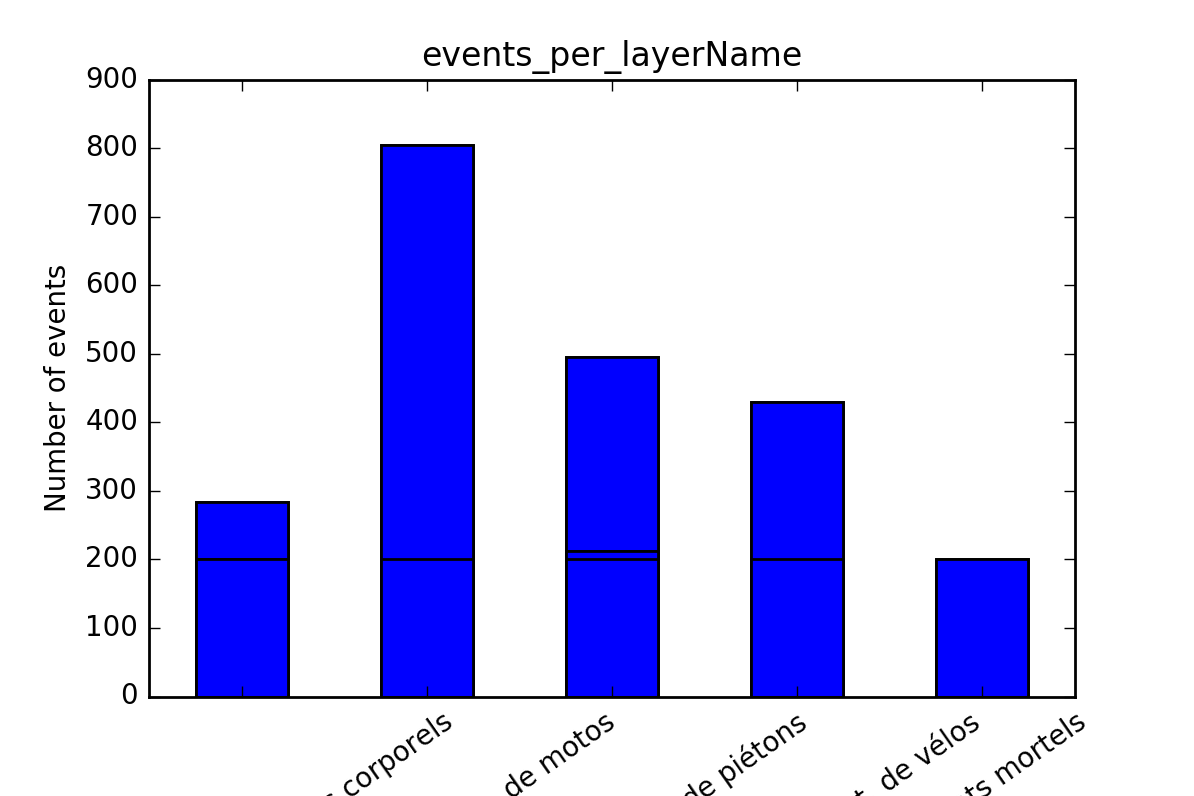 events_per_layerName
Number of events
900
800
700
600
500
400
300
200
100
0
corporels
de motos
de piétons
de vélos
mortels